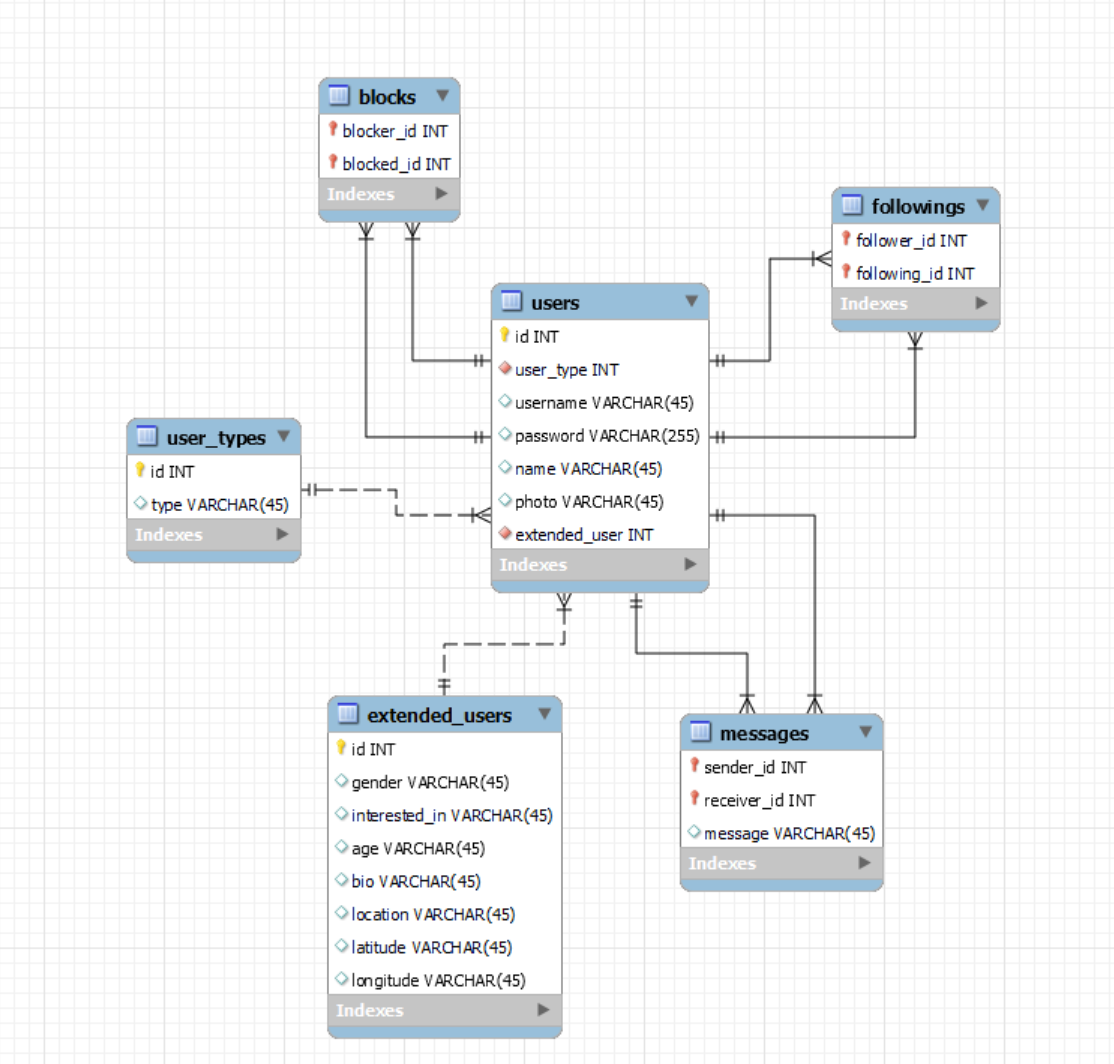 blocks
blocker_id INT
blocked_id INT
Indexes
followings
follower_id INT
following_id INT
Indexes
users
id INT
user_type INT
username VARCHAR(45)
password VARCHAR(255)
name VARCHAR(45)
photo VARCHAR(45)
extended_user INT
Indexes
user_types
id INT
type VARCHAR(45)
Indexes
extended_users
id INT
gender VARCHAR(45)
interested_in VARCHAR(45)
age VARCHAR(45)
bio VARCHAR(45)
location VARCHAR(45)
latitude VARCHAR(45)
longitude VARCHAR(45)
Indexes
messages
sender_id INT
receiver_id INT
message VARCHAR(45)
Indexes